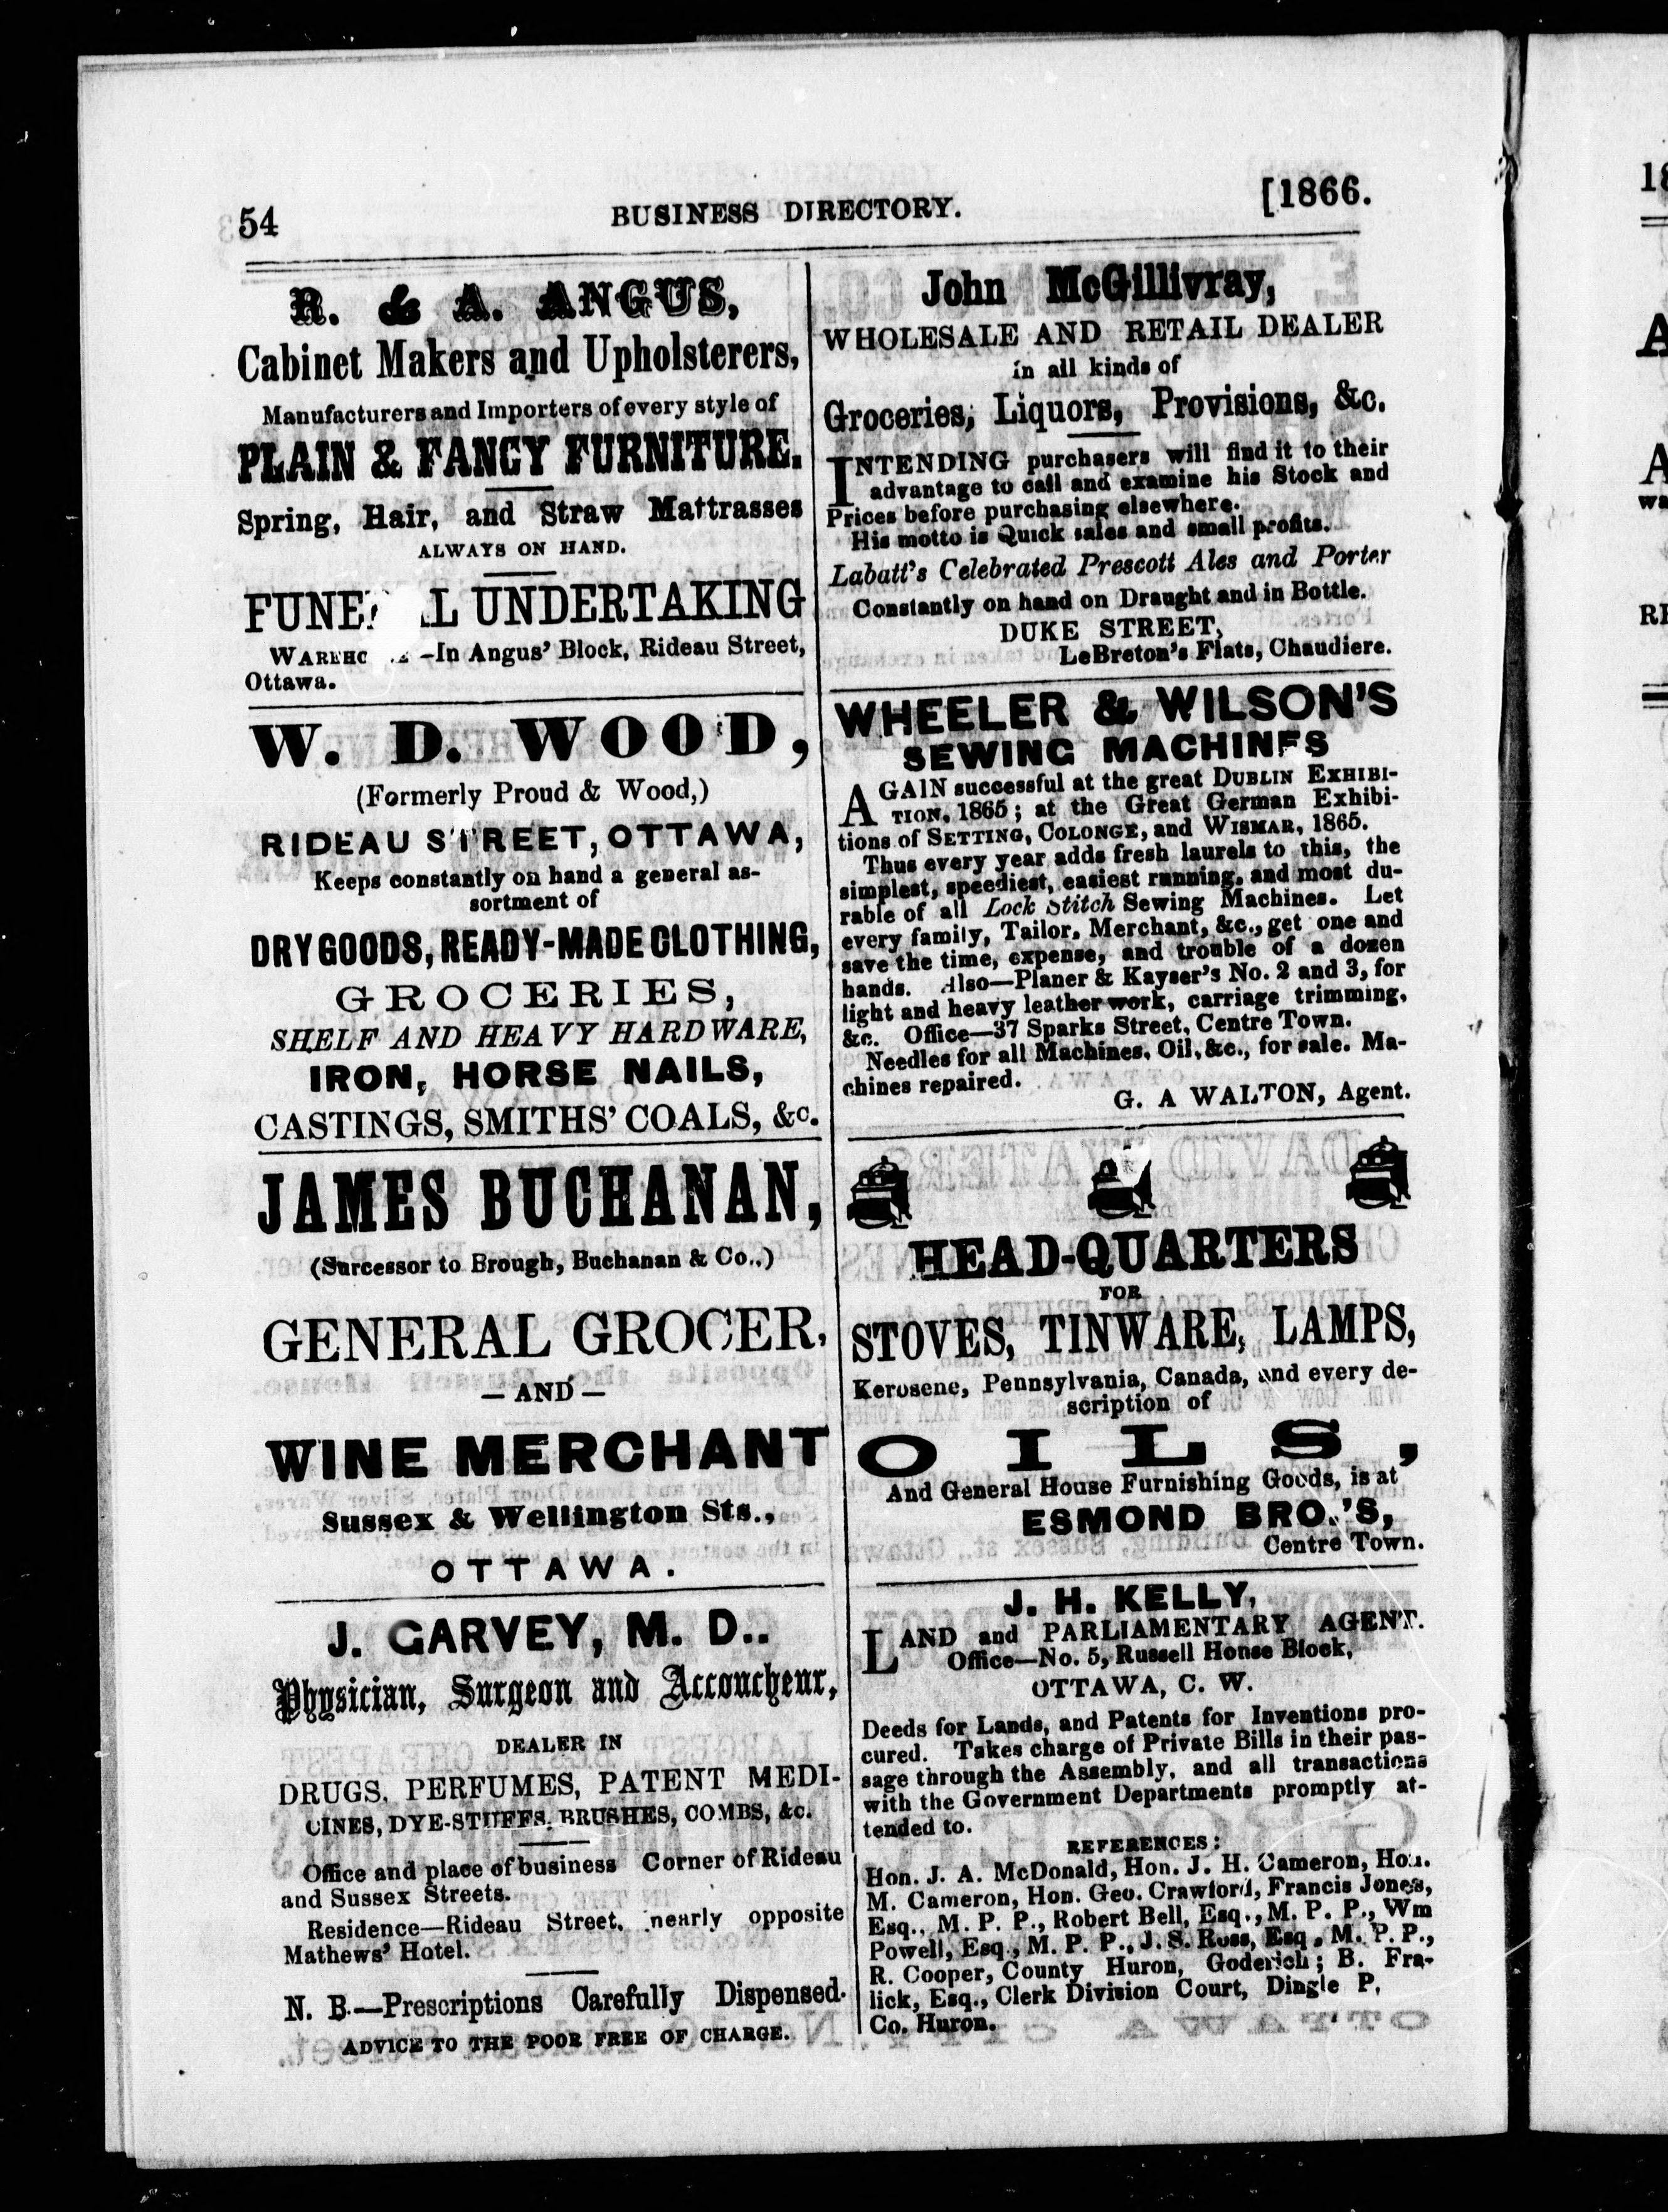 54 BUSINESS DIRECTORY. [1866.
R. & A. ANGUS,
Cabinet Makers and Upholsterers,
Manufacturers and Importers of every style of
PLAIN & FANCY FURNITURE.
Spring, Hair, and Straw Mattrasses
ALWAYS ON HAND.
UNDERTAKING
-In Angus' Block, Rideau Street,
Ottawa.
W. D. WOOD,
(Formerly Proud & Wood,)
RIDEAU STREET, OTTAWA,
Keeps constantly on hand a general as-
sortment of
DRY GOODS, READY-MADE CLOTHING,
GROCERIES,
SHELF AND HEAVY HARDWARE,
IRON, HORSE NAILS,
CASTINGS, SMITHS' COALS, &c.
JAMES BUCHANAN,
(Surcessor to Brough, Buchanan & Co.,)
GENERAL GROCER,
— AND —
WINE MERCHANT
Sussex & Wellington Sts.,
OTTAWA.
J. GARVEY, M. D..
Physician, Surgeon and Accoucheur,
DEALER IN
DRUGS, PERFUMES, PATENT MEDI-
CINES, DYE-STUFFS, BRUSHES, COMBS, &c.
Office and place of business Corner of Rideau
and Sussex Streets.
Residence—Rideau Street, nearly opposite
Mathews' Hotel.
N. B.—Prescriptions Carefully Dispensed.
ADVICE TO THE POOR FREE OF CHARGE.
John McGillivray,
WHOLESALE AND RETAIL DEALER
in all kinds of
Groceries, Liquors, Provisions, &c.
INTENDING purchasers will find it to their
advantage to call and examine his Stock and
Prices before purchasing elsewhere.
His motto is Quick sales and small profits.
Labatt's Celebrated Prescott Ales and Porter
Constantly on hand on Draught and in Bottle.
DUKE STREET,
LeBreton's Flats, Chaudiere.
WHEELER & WILSON'S
SEWING MACHINES
AGAIN successful at the great DUBLIN EXHIBI-
TION, 1865; at the Great German Exhibi-
tions of SETTING, COLONGE, and WISMAR, 1865.
Thus every year adds fresh laurels to this, the
simplest, speediest, easiest running, and most du-
rable of all Lock Stitch Sewing Machines. Let
every family, Tailor, Merchant, &c., get one and
save the time, expense, and trouble of a dozen
hands. Also—Planer & Kayser's No. 2 and 3, for
light and heavy leather work, carriage trimming,
&c. Office—37 Sparks Street, Centre Town.
Needles for all Machines, Oil, &c., for sale. Ma-
chines repaired.
G. A WALTON, Agent.
HEAD-QUARTERS
FOR
STOVES, TINWARE, LAMPS,
Kerosene, Pennsylvania, Canada, and every de-
scription of
OILS,
And General House Furnishing Goods, is at
ESMOND BRO.'S,
Centre Town.
J. H. KELLY,
LAND and PARLIAMENTARY AGENT.
Office—No. 5, Russell House Block,
OTTAWA, C. W.
Deeds for Lands, and Patents for Inventions pro-
cured. Takes charge of Private Bills in their pas-
sage through the Assembly, and all transactions
with the Government Departments promptly at-
tended to.
REFERENCES:
Hon. J. A. McDonald, Hon. J. H. Cameron, Hon.
M. Cameron, Hon. Geo. Crawford, Francis Jones,
Esq., M. P. P., Robert Bell, Esq., M. P. P., Wm
Powell, Esq., M. P. P., J. S. Ross, Esq., M. P. P.,
R. Cooper, County Huron, Goderich; B. Fra-
lick, Esq., Clerk Division Court, Dingle P,
Co. Huron.